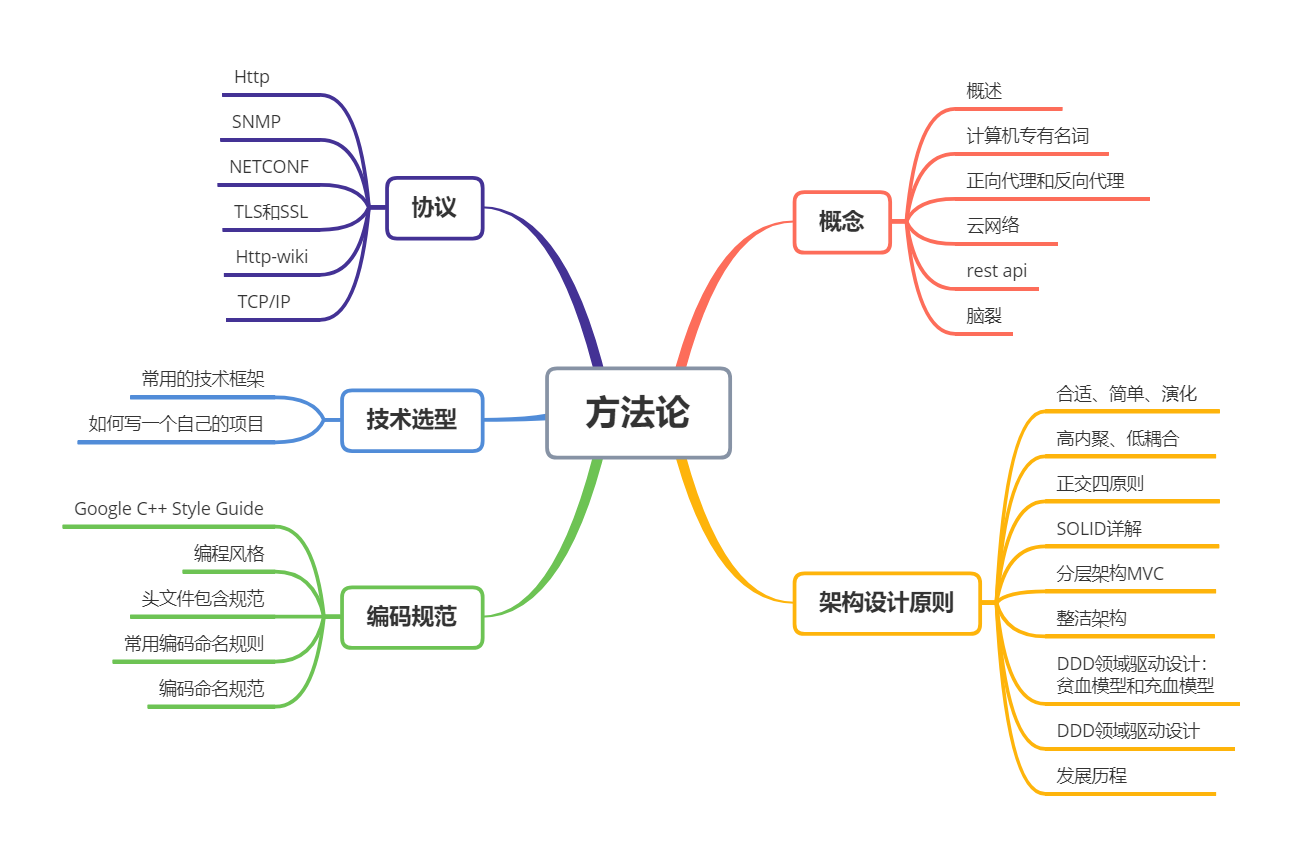 方法论
概念
概述
计算机专有名词
正向代理和反向代理
云网络
rest api
脑裂
架构设计原则
合适、简单、演化
高内聚、低耦合
正交四原则
SOLID详解
分层架构MVC
整洁架构
DDD领域驱动设计：
贫血模型和充血模型
DDD领域驱动设计
发展历程
协议
Http
SNMP
NETCONF
TLS和SSL
Http-wiki
TCP/IP
技术选型
常用的技术框架
如何写一个自己的项目
编码规范
Google C++ Style Guide
编程风格
头文件包含规范
常用编码命名规则
编码命名规范